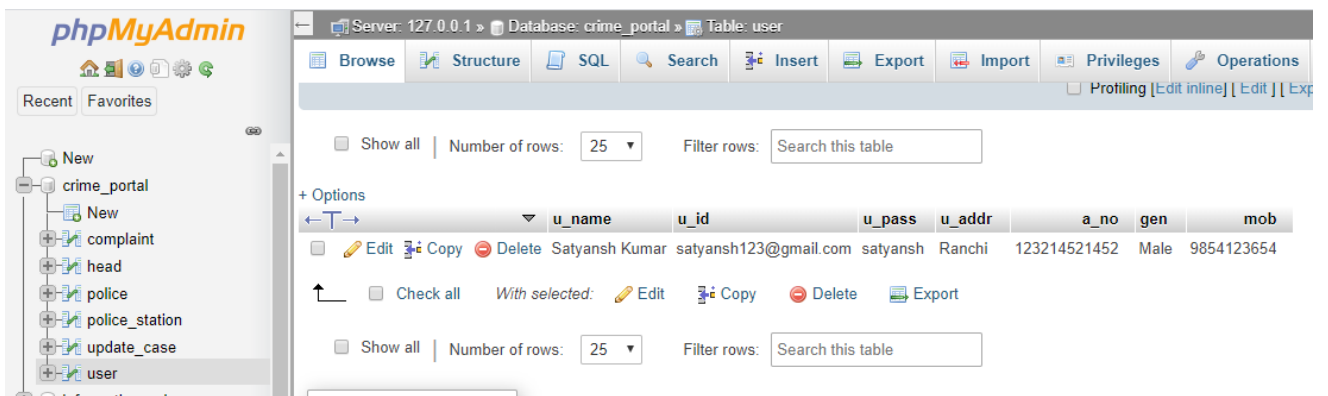 phpMyAdmin
Recent Favorites
New
crime_portal
New
complaint
head
police
police_station
update_case
user
Server: 127.0.0.1 » Database: crime_portal » Table: user
Browse Structure SQL Search Insert Export Import Privileges Operations
Profiling [Edit inline] [ Edit ] [
Show all | Number of rows: 25 Filter rows: Search this table
+ Options
u_name u_id u_pass u_addr a_no gen mob
Edit Copy Delete Satyansh Kumar satyansh123@gmail.com satyansh Ranchi 123214521452 Male 9854123654
Check all With selected: Edit Copy Delete Export
Show all | Number of rows: 25 Filter rows: Search this table